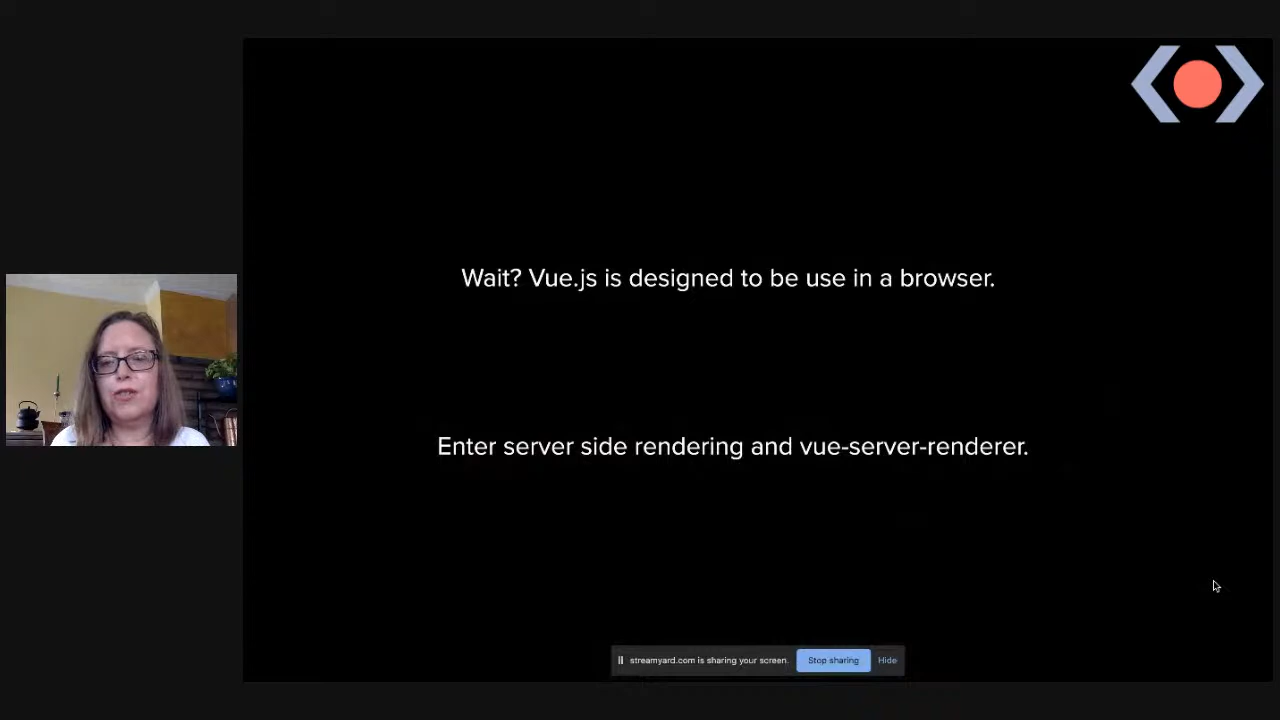 Wait? Vue.js is designed to be use in a browser.
Enter server side rendering and vue-server-renderer.
streamyard.com is sharing your screen.
Stop sharing
Hide